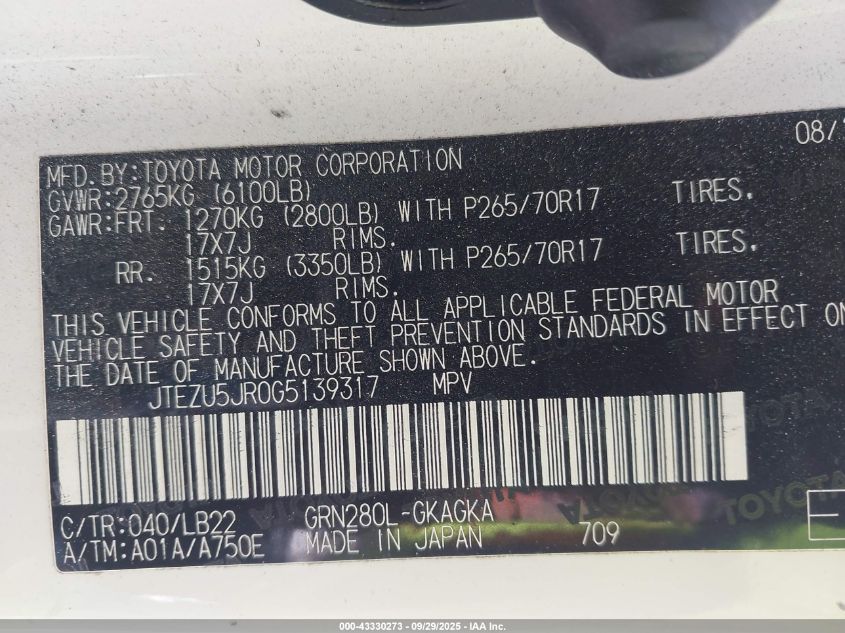 08/
MFD.BY:TOYOTA MOTOR CORPORATION
GVWR:2765KG (6100LB)
GAWR:FRT. 1270KG (2800LB) WITH P265/70R17 TIRES.
17X7J RIMS.
RR. 1515KG (3350LB) WITH P265/70R17 TIRES.
17X7J RIMS.
THIS VEHICLE CONFORMS TO ALL APPLICABLE FEDERAL MOTOR
VEHICLE SAFETY AND THEFT PREVENTION STANDARDS IN EFFECT ON
THE DATE OF MANUFACTURE SHOWN ABOVE.
JTEZU5JR0G5139317 MPV
C/TR:040/LB22 GRN280L-GKAGKA
A/TM:A01A/A750E MADE IN JAPAN 709
TOYOTA
000-43330273 - 09/29/2025 - IAA Inc.